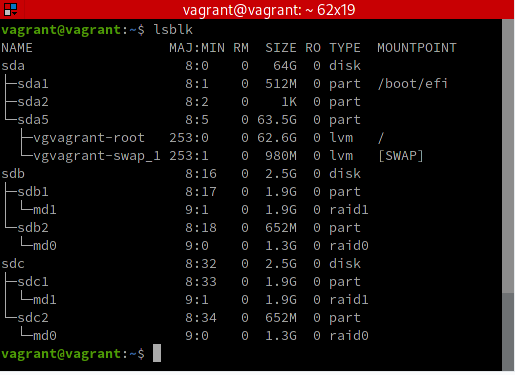 vagrant@vagrant: ~ 62x19
vagrant@vagrant:~$ lsblk
NAME                 MAJ:MIN RM  SIZE RO TYPE  MOUNTPOINT
sda                    8:0    0   64G  0 disk
├─sda1                 8:1    0  512M  0 part  /boot/efi
├─sda2                 8:2    0    1K  0 part
└─sda5                 8:5    0 63.5G  0 part
  ├─vgvagrant-root   253:0    0 62.6G  0 lvm   /
  └─vgvagrant-swap_1 253:1    0  980M  0 lvm   [SWAP]
sdb                    8:16   0  2.5G  0 disk
├─sdb1                 8:17   0  1.9G  0 part
│ └─md1                9:1    0  1.9G  0 raid1
└─sdb2                 8:18   0  652M  0 part
  └─md0                9:0    0  1.3G  0 raid0
sdc                    8:32   0  2.5G  0 disk
├─sdc1                 8:33   0  1.9G  0 part
│ └─md1                9:1    0  1.9G  0 raid1
└─sdc2                 8:34   0  652M  0 part
  └─md0                9:0    0  1.3G  0 raid0
vagrant@vagrant:~$